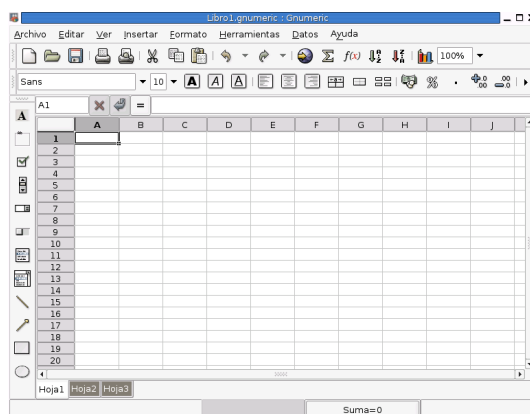 Libro1.gnumeric : Gnumeric
Archivo Editar Ver Insertar Formato Herramientas Datos Ayuda
f(x) 100%
Sans 10 A A A % .00
A1 =
A B C D E F G H I J
1
2
3
4
5
6
7
8
9
10
11
12
13
14
15
16
17
18
19
20
Hoja1 Hoja2 Hoja3
Suma=0